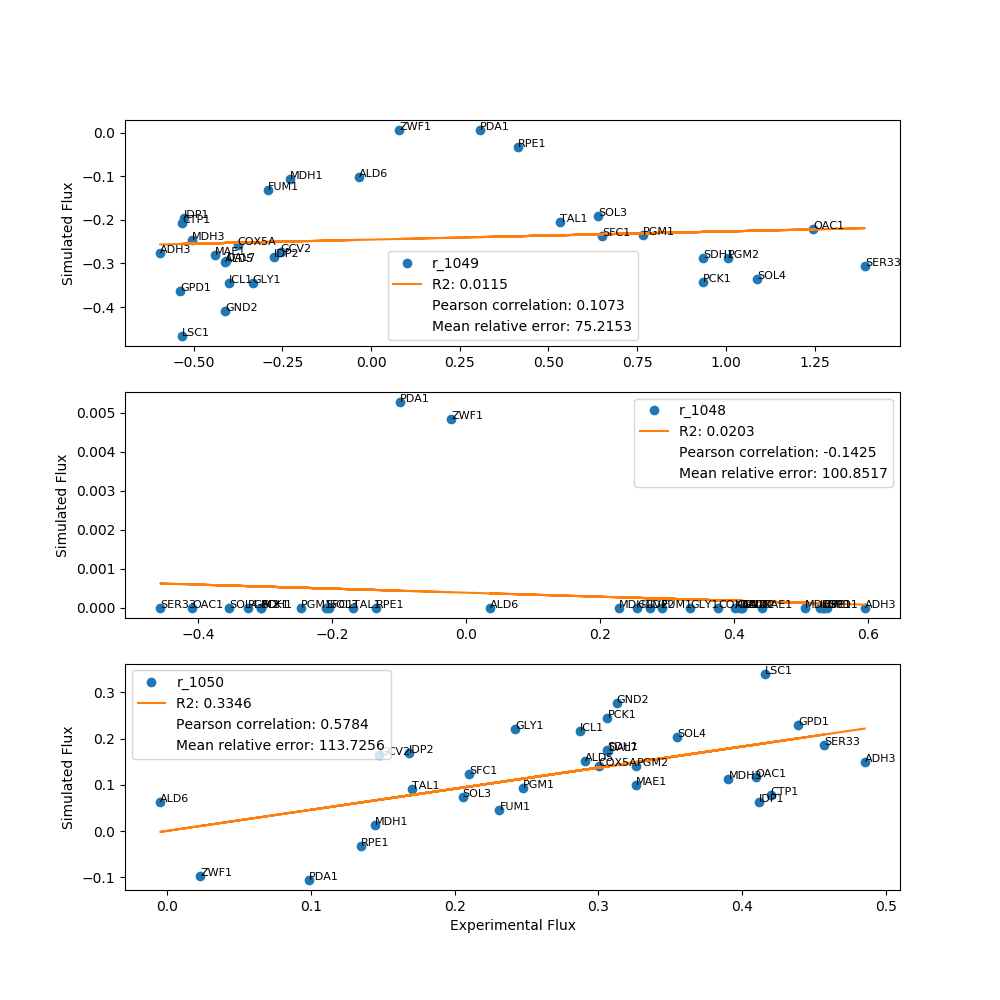 Simulated Flux
0.0
−0.1
−0.2
−0.3
−0.4
ZWF1
PDA1
RPE1
MDH1
ALD6
FUM1
IDP1
CTP1
SOL3
TAL1
OAC1
MDH3
COX5A
SFC1
PGM1
ADH3
MAE1
GCV2
IDP2
SDH1
PGM2
SER33
ICL1
GLY1
PCK1
SOL4
GPD1
GND2
LSC1
r_1049
R2: 0.0115
Pearson correlation: 0.1073
Mean relative error: 75.2153
−0.50 −0.25 0.00 0.25 0.50 0.75 1.00 1.25
Simulated Flux
0.005
0.004
0.003
0.002
0.001
0.000
PDA1
ZWF1
r_1048
R2: 0.0203
Pearson correlation: -0.1425
Mean relative error: 100.8517
SER33
OAC1
RPE1
ALD6
GLY1
ADH3
−0.4 −0.2 0.0 0.2 0.4 0.6
Simulated Flux
0.3
0.2
0.1
0.0
−0.1
r_1050
R2: 0.3346
Pearson correlation: 0.5784
Mean relative error: 113.7256
LSC1
GND2
PCK1
GPD1
GLY1
ICL1
SOL4
SER33
GCV2
IDP2
ALD5
COX5A
PGM2
ADH3
SFC1
MDH3
OAC1
TAL1
PGM1
MAE1
SOL3
CTP1
IDP1
ALD6
FUM1
MDH1
RPE1
ZWF1
PDA1
0.0 0.1 0.2 0.3 0.4 0.5
Experimental Flux